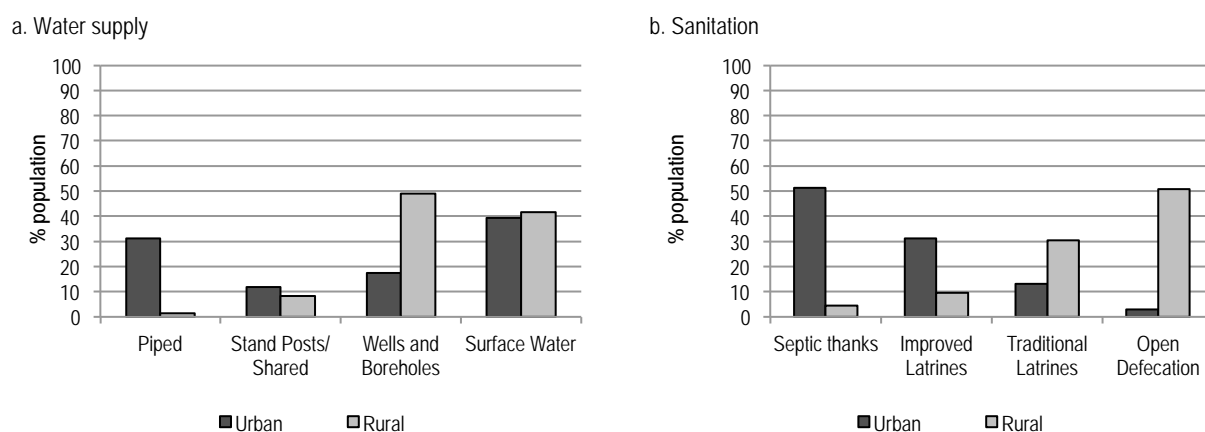 a. Water supply
100
90
80
70
60
50
40
30
20
10
0
% population
Piped
Stand Posts/
Shared
Wells and
Boreholes
Surface Water
Urban
Rural
b. Sanitation
100
90
80
70
60
50
40
30
20
10
0
% population
Septic thanks
Improved
Latrines
Traditional
Latrines
Open
Defecation
Urban
Rural